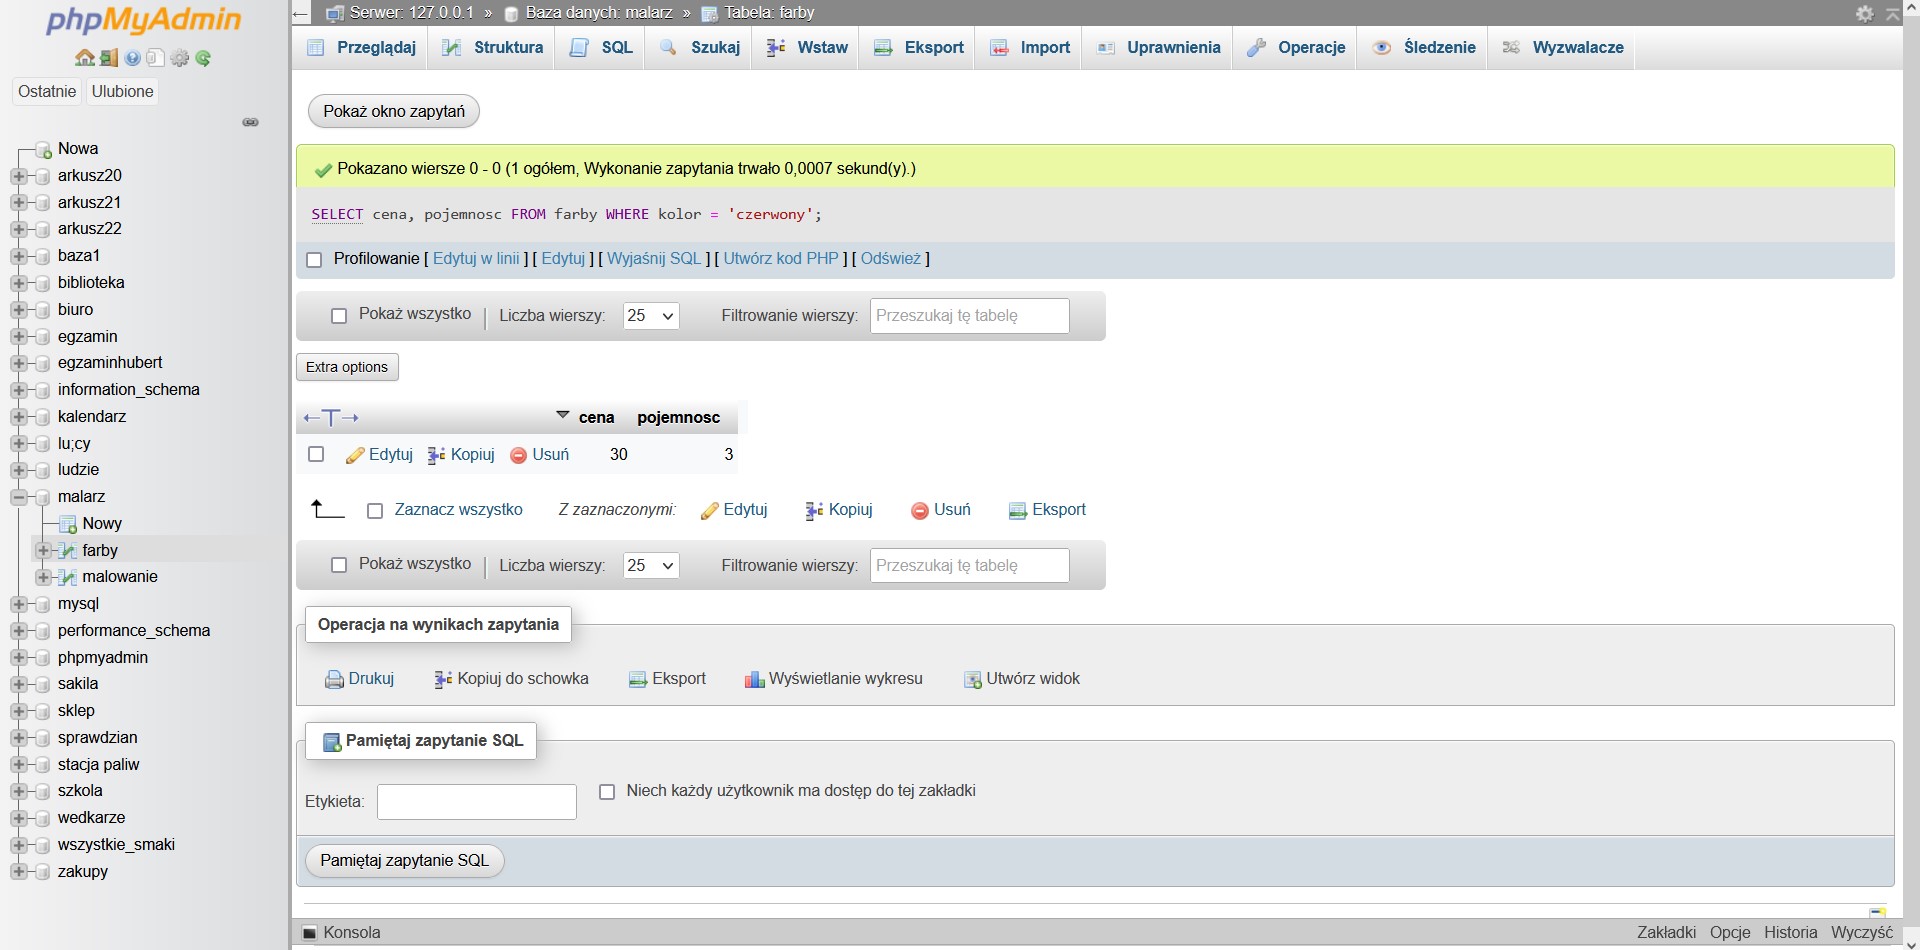 phpMyAdmin
Ostatnie Ulubione
Nowa
arkusz20
arkusz21
arkusz22
baza1
biblioteka
biuro
egzamin
egzaminhubert
information_schema
kalendarz
lu;cy
ludzie
malarz
Nowy
farby
malowanie
mysql
performance_schema
phpmyadmin
sakila
sklep
sprawdzian
stacja paliw
szkola
wedkarze
wszystkie_smaki
zakupy
Serwer: 127.0.0.1 » Baza danych: malarz » Tabela: farby
Przeglądaj Struktura SQL Szukaj Wstaw Eksport Import Uprawnienia Operacje Śledzenie Wyzwalacze
Pokaż okno zapytań
Pokazano wiersze 0 - 0 (1 ogółem, Wykonanie zapytania trwało 0,0007 sekund(y).)
SELECT cena, pojemnosc FROM farby WHERE kolor = 'czerwony';
Profilowanie [ Edytuj w linii ] [ Edytuj ] [ Wyjaśnij SQL ] [ Utwórz kod PHP ] [ Odśwież ]
Pokaż wszystko | Liczba wierszy: 25 Filtrowanie wierszy: Przeszukaj tę tabelę
Extra options
←T→ cena pojemnosc
Edytuj Kopiuj Usuń 30 3
Zaznacz wszystko Z zaznaczonymi: Edytuj Kopiuj Usuń Eksport
Pokaż wszystko | Liczba wierszy: 25 Filtrowanie wierszy: Przeszukaj tę tabelę
Operacja na wynikach zapytania
Drukuj Kopiuj do schowka Eksport Wyświetlanie wykresu Utwórz widok
Pamiętaj zapytanie SQL
Etykieta: Niech każdy użytkownik ma dostęp do tej zakładki
Pamiętaj zapytanie SQL
Konsola Zakładki Opcje Historia Wyczyść